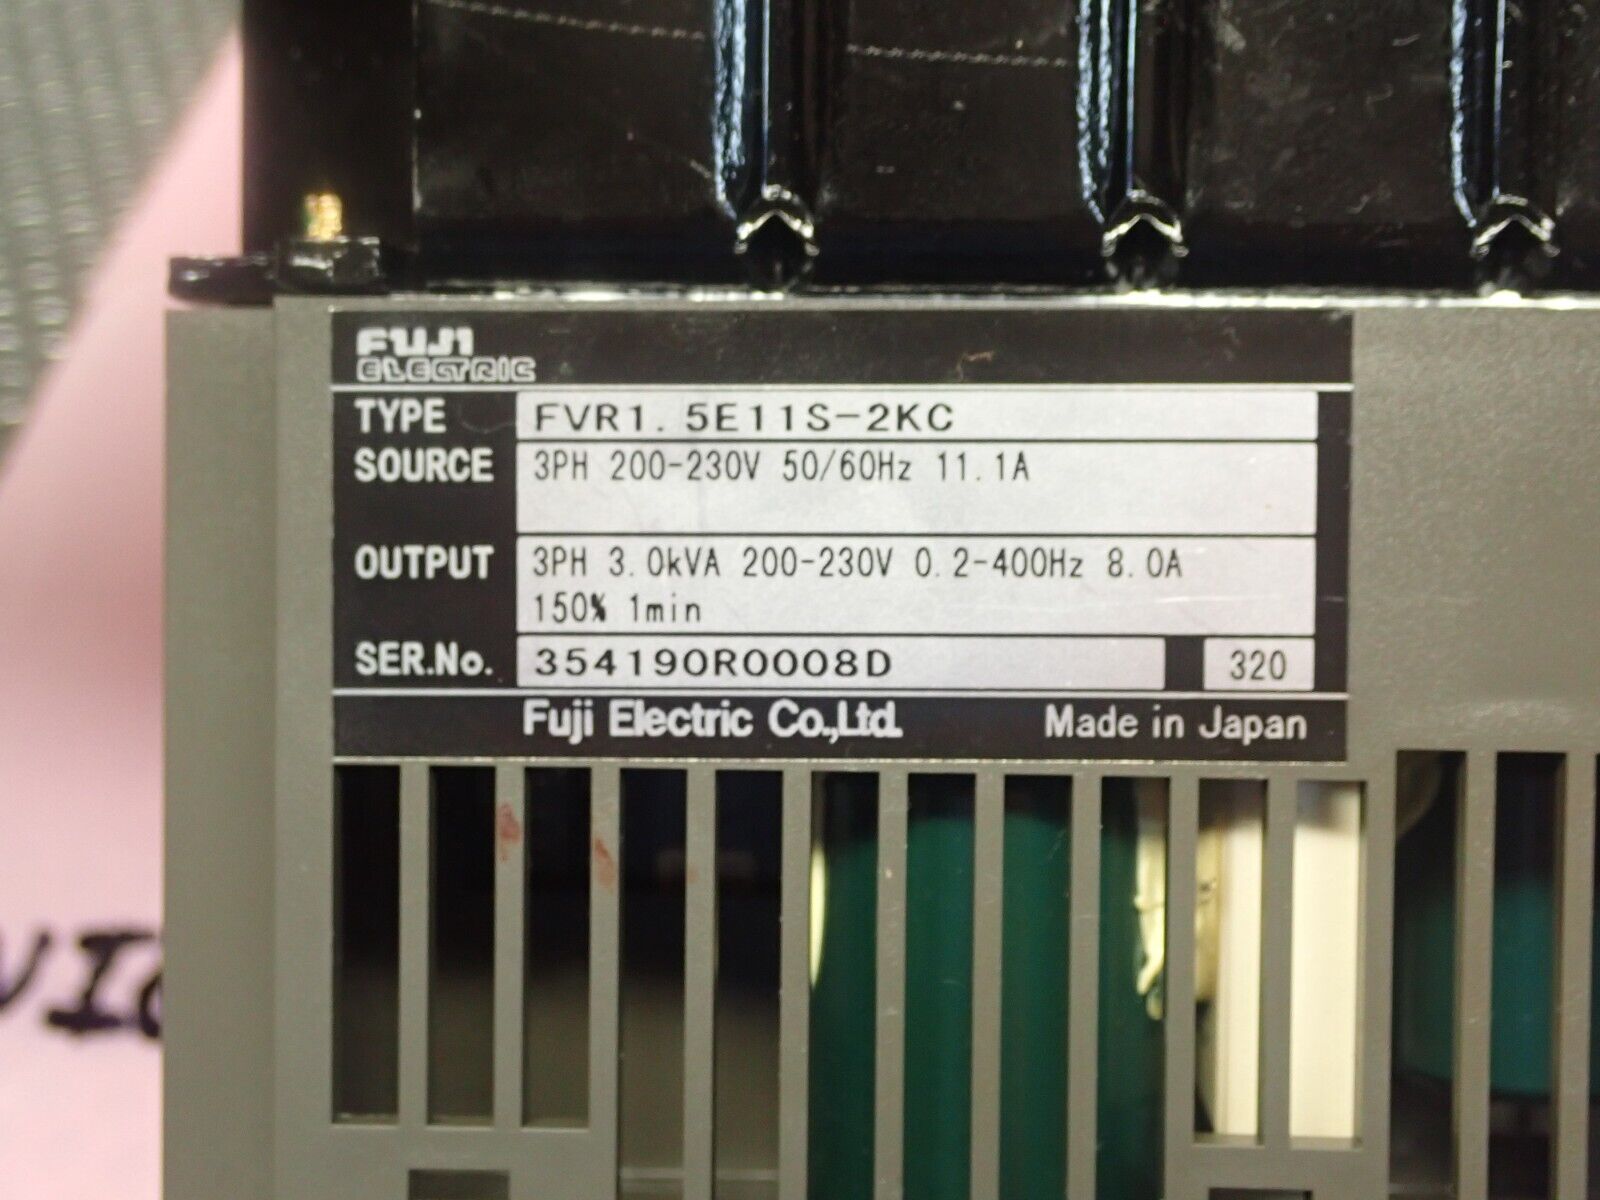 FUJI
ELECTRIC
TYPE FVR1.5E11S-2KC
SOURCE 3PH 200-230V 50/60Hz 11.1A
OUTPUT 3PH 3.0kVA 200-230V 0.2-400Hz 8.0A
150% 1min
SER.No. 354190R0008D 320
Fuji Electric Co.,Ltd. Made in Japan